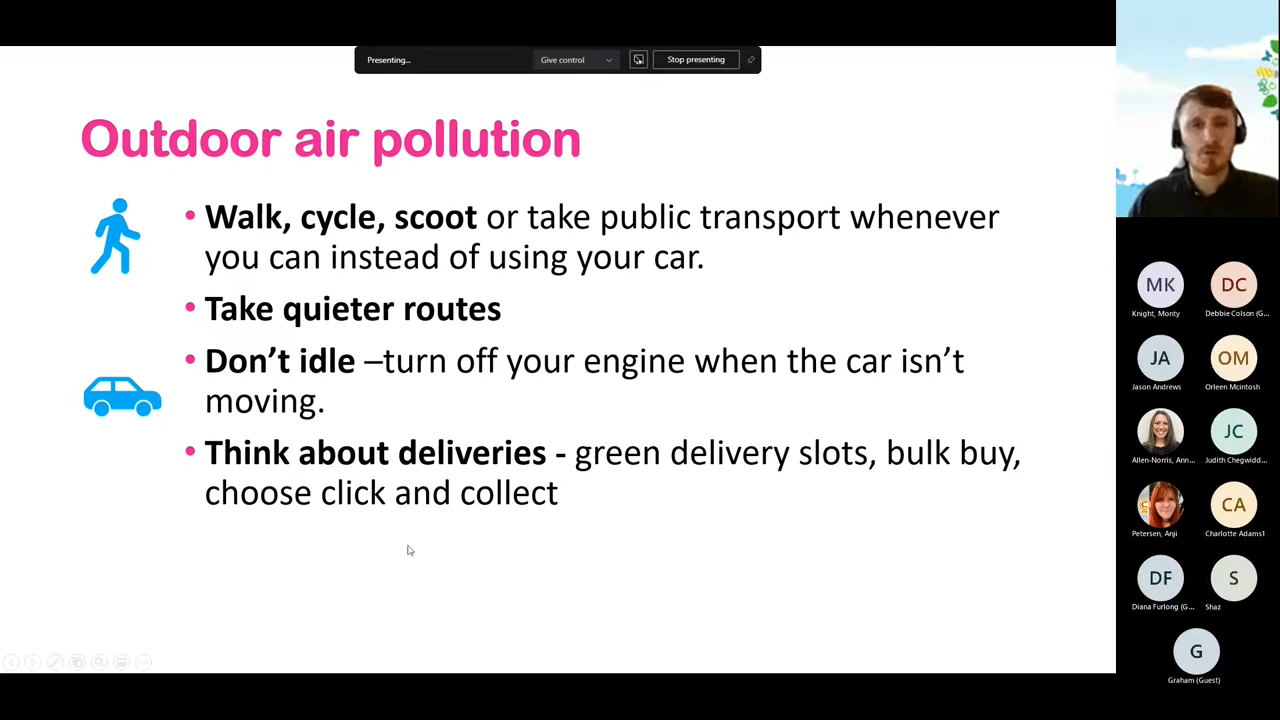 Presenting...
Give control
Stop presenting
Outdoor air pollution
• Walk, cycle, scoot or take public transport whenever
you can instead of using your car.
• Take quieter routes
• Don’t idle –turn off your engine when the car isn’t
moving.
• Think about deliveries - green delivery slots, bulk buy,
choose click and collect
MK
DC
Knight, Monty
Debbie Colson (G...
JA
OM
Jason Andrews
Orleen Mcintosh
JC
Allen-Norris, Ann...
Judith Chegwidd...
CA
Petersen, Anji
Charlotte Adams1
DF
S
Diana Furlong (G...
Shaz
G
Graham (Guest)